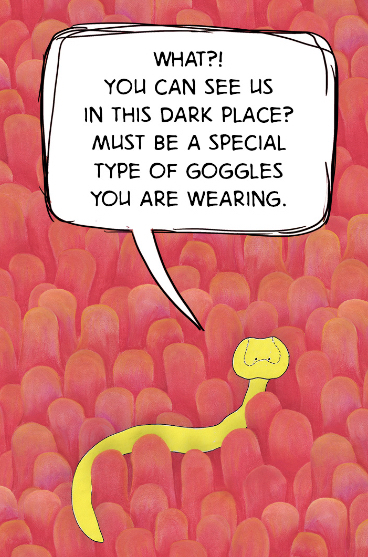 WHAT?!
YOU CAN SEE US
IN THIS DARK PLACE?
MUST BE A SPECIAL
TYPE OF GOGGLES
YOU ARE WEARING.